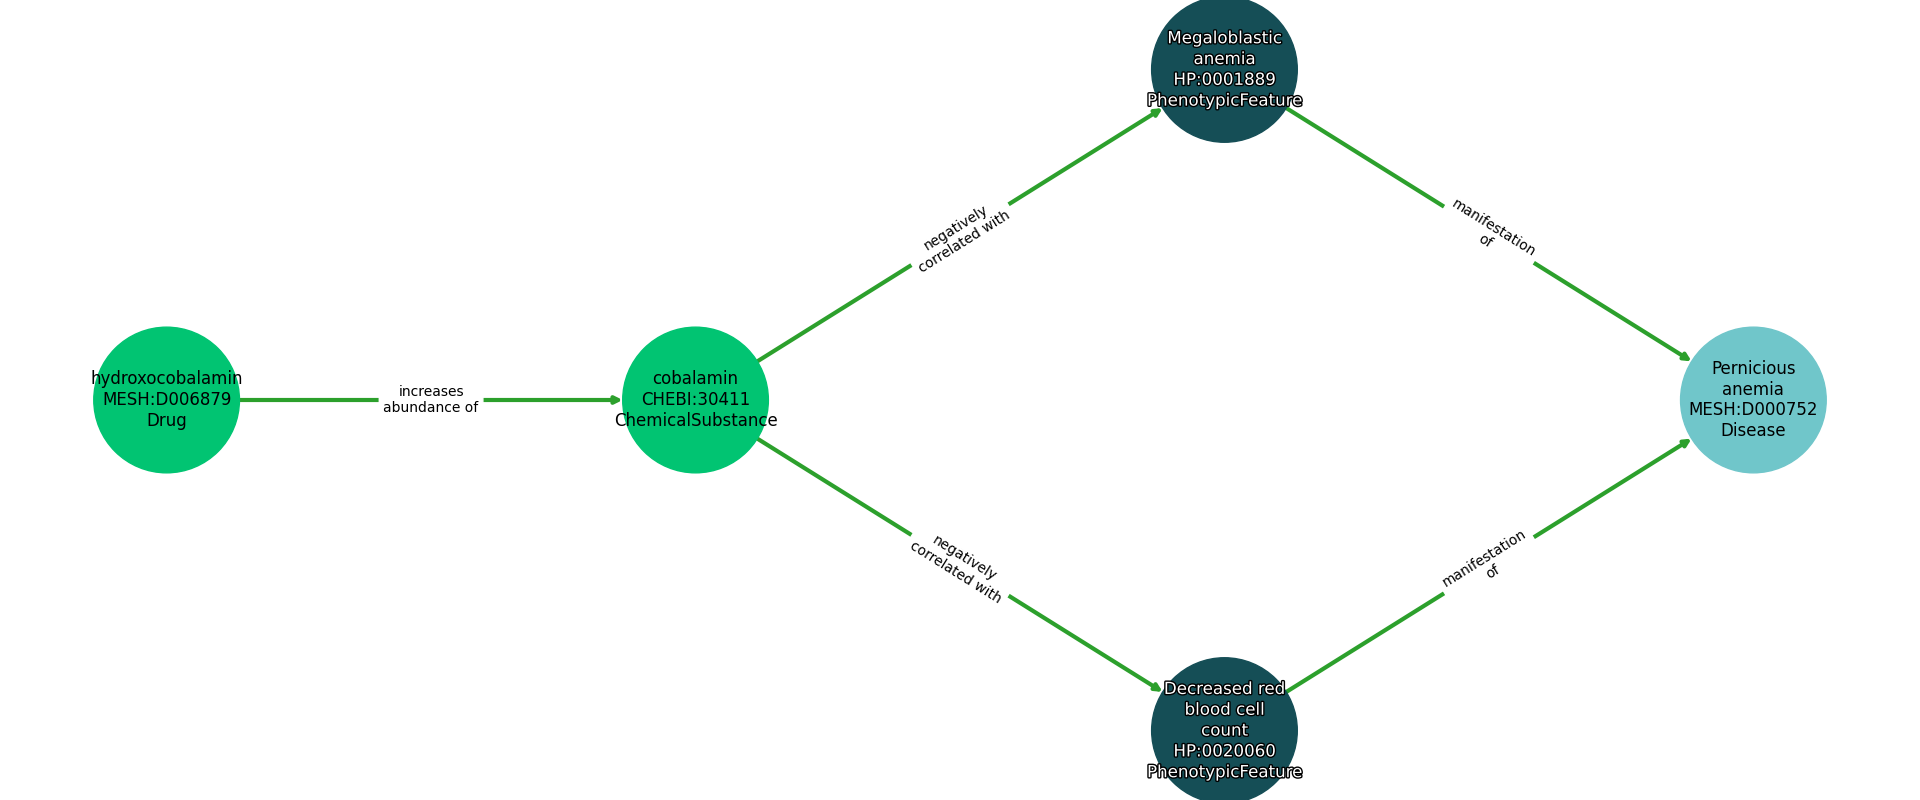 hydroxocobalamin
MESH:D006879
Drug
increases
abundance of
cobalamin
CHEBI:30411
ChemicalSubstance
negatively
correlated with
Megaloblastic
anemia
HP:0001889
PhenotypicFeature
manifestation
of
negatively
correlated with
Decreased red
blood cell
count
HP:0020060
PhenotypicFeature
manifestation
of
Pernicious
anemia
MESH:D000752
Disease